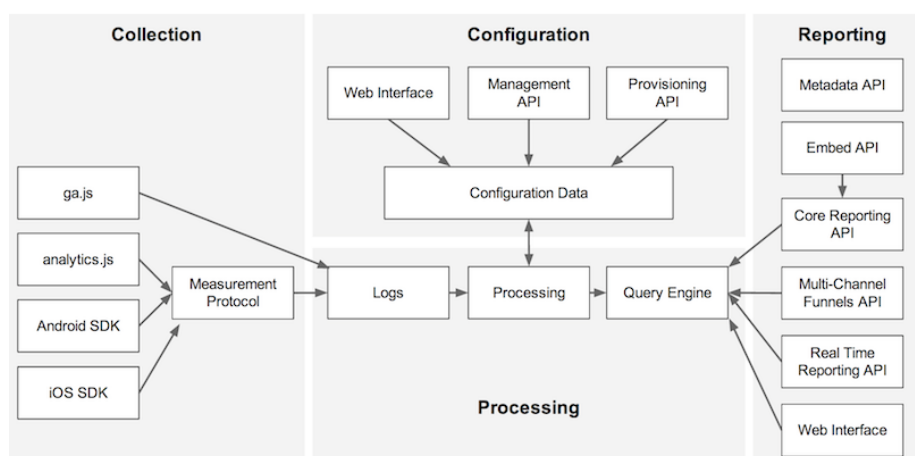 Collection
Configuration
Reporting
Web Interface
Management
API
Provisioning
API
Metadata API
Embed API
ga.js
Configuration Data
Core Reporting
API
analytics.js
Measurement
Protocol
Logs
Processing
Query Engine
Multi-Channel
Funnels API
Android SDK
Real Time
Reporting API
iOS SDK
Processing
Web Interface